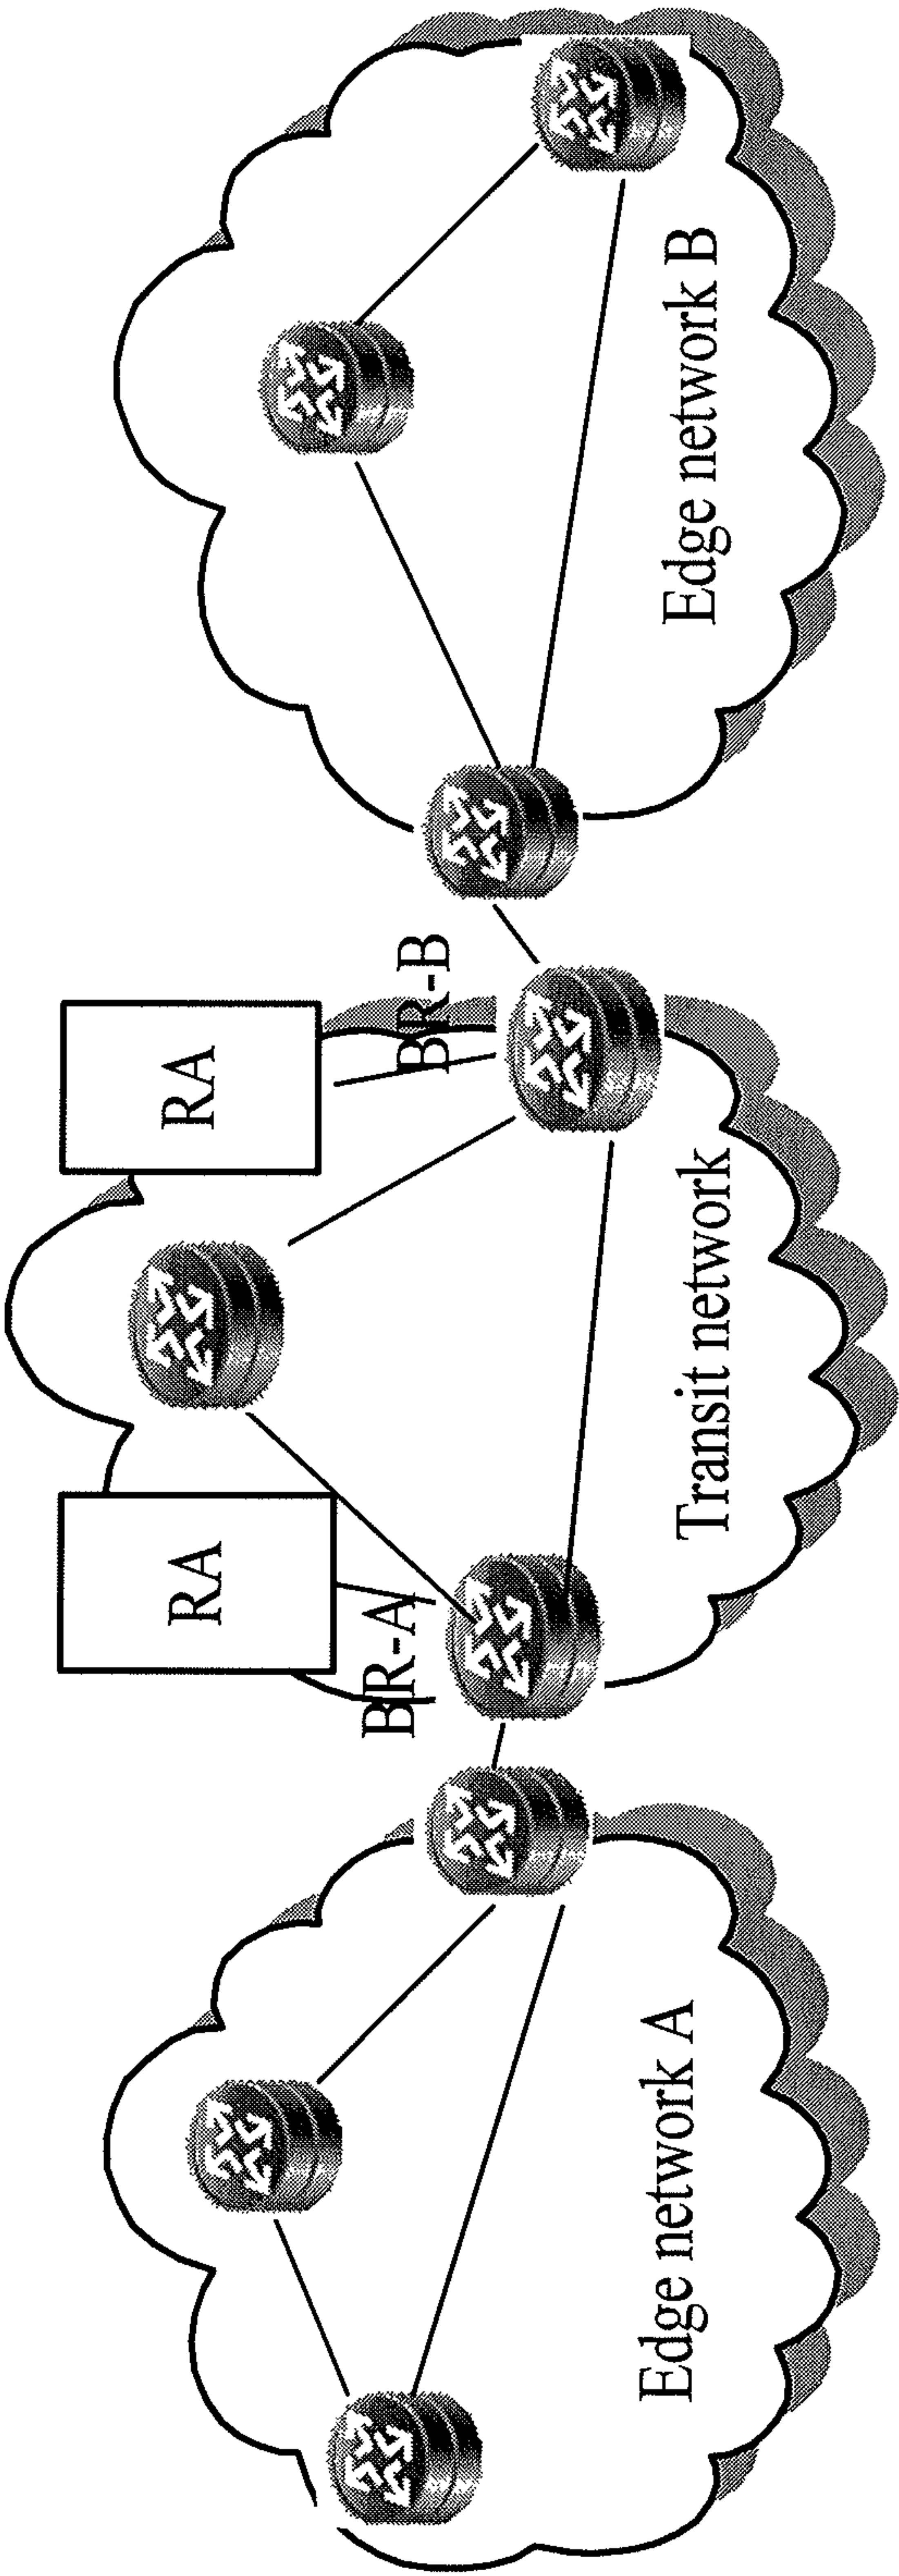 RA
RA
BR-A
BR-B
Edge network A
Transit network
Edge network B